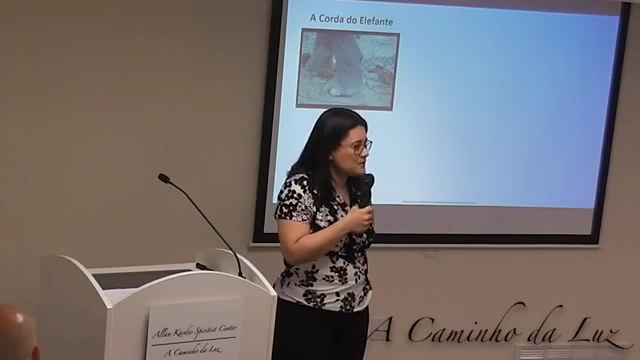 A Corda do Elefante
A Caminho da Luz
Allan Kardec Spiritist Center
A Caminho da Luz